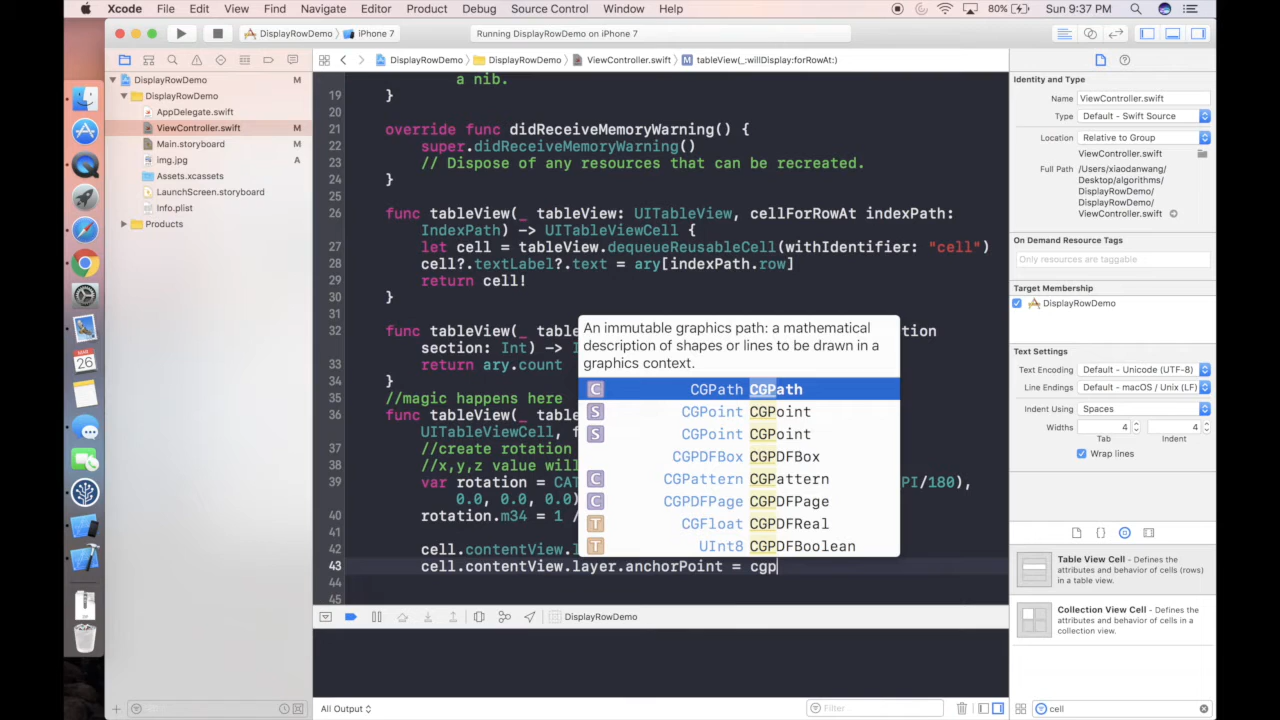 Xcode File Edit View Find Navigate Editor Product Debug Source Control Window Help 80% Sun 9:37 PM
DisplayRowDemo iPhone 7 Running DisplayRowDemo on iPhone 7
DisplayRowDemo DisplayRowDemo ViewController.swift M tableView(_:willDisplay:forRowAt:)
DisplayRowDemo M
DisplayRowDemo
AppDelegate.swift
ViewController.swift M
Main.storyboard M
img.jpg A
Assets.xcassets
LaunchScreen.storyboard
Info.plist
Products
MAR
26
a nib.
19 }
20
21 override func didReceiveMemoryWarning() {
22 super.didReceiveMemoryWarning()
23 // Dispose of any resources that can be recreated.
24 }
25
26 func tableView(_ tableView: UITableView, cellForRowAt indexPath:
IndexPath) -> UITableViewCell {
27 let cell = tableView.dequeueReusableCell(withIdentifier: "cell")
28 cell?.textLabel?.text = ary[indexPath.row]
29 return cell!
30 }
31
32 func tableView(_ tab
section: Int) -> I
33 return ary.count
34 }
35 //magic happens here
36 func tableView(_ tab
UITableViewCell, f
37 //create rotation
38 //x,y,z value will
39 var rotation = CAT PI/180),
0.0, 0.0, 0.0)
40 rotation.m34 = 1 /
41
42 cell.contentView.l
43 cell.contentView.layer.anchorPoint = cgp
44
45
An immutable graphics path: a mathematical
description of shapes or lines to be drawn in a
graphics context.
C CGPath CGPath
S CGPoint CGPoint
S CGPoint CGPoint
CGPDFBox CGPDFBox
C CGPattern CGPattern
C CGPDFPage CGPDFPage
T CGFloat CGPDFReal
T UInt8 CGPDFBoolean
DisplayRowDemo
All Output
Filter
Identity and Type
Name ViewController.swift
Type Default - Swift Source
Location Relative to Group
ViewController.swift
Full Path /Users/xiaodanwang/
Desktop/algorithms/
DisplayRowDemo/
DisplayRowDemo/
ViewController.swift
On Demand Resource Tags
Only resources are taggable
Target Membership
DisplayRowDemo
Text Settings
Text Encoding Default - Unicode (UTF-8)
Line Endings Default - macOS / Unix (LF)
Indent Using Spaces
Widths 4 4
Tab Indent
Wrap lines
Table View Cell - Defines the
attributes and behavior of cells (rows)
in a table view.
Collection View Cell - Defines the
attributes and behavior of cells in a
collection view.
cell